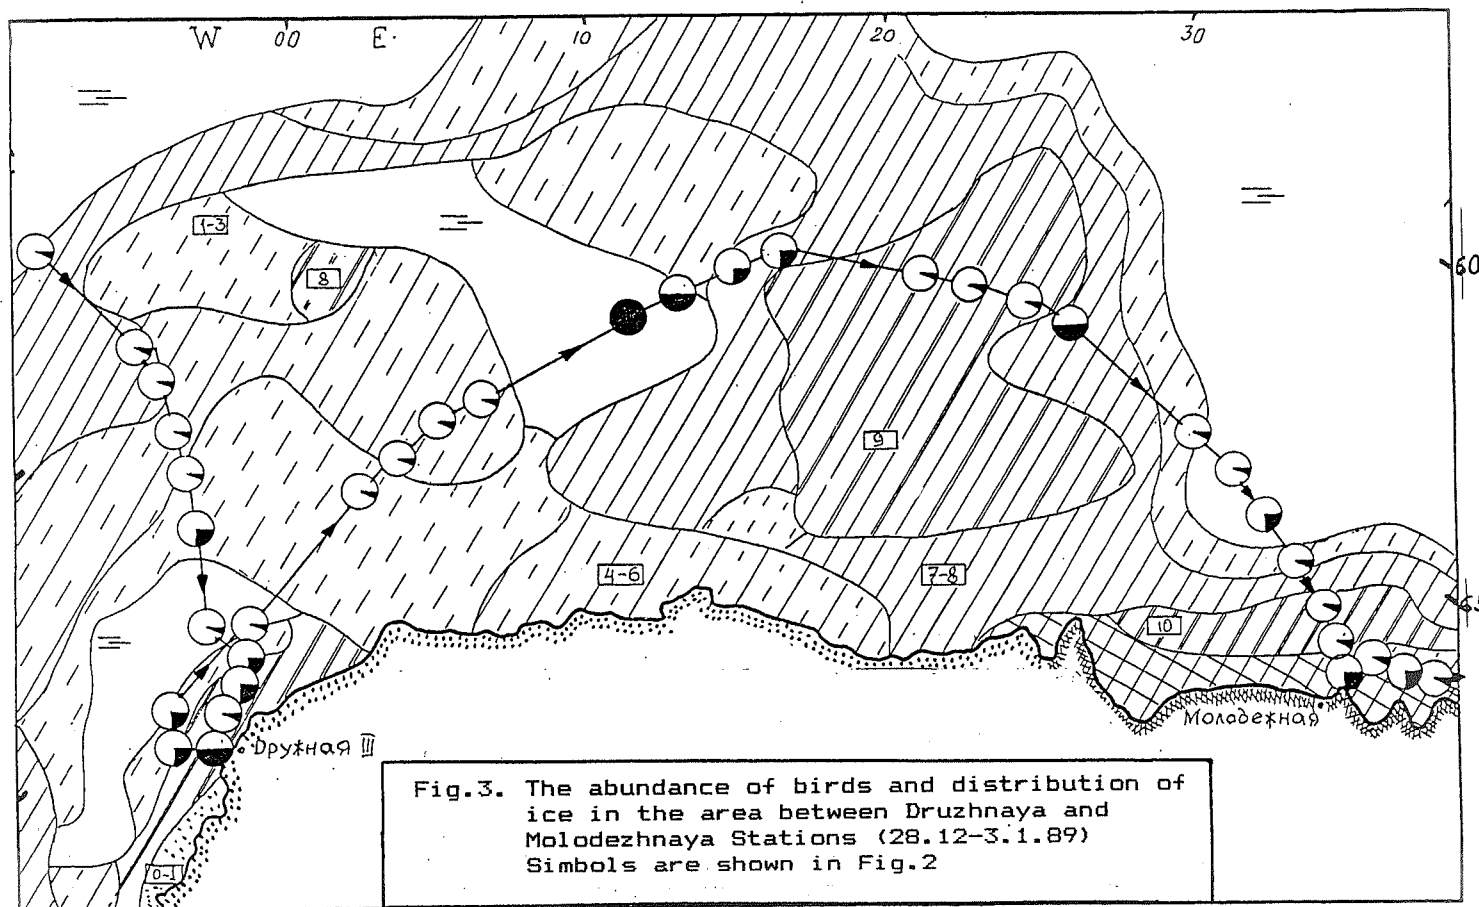 W 00 E. 10 20 30
1-3
8
60
9
4-6
7-8
65
10
Молодежная
Дружная III
0-1
Fig.3. The abundance of birds and distribution of
ice in the area between Druzhnaya and
Molodezhnaya Stations (28.12-3.1.89)
Simbols are shown in Fig.2